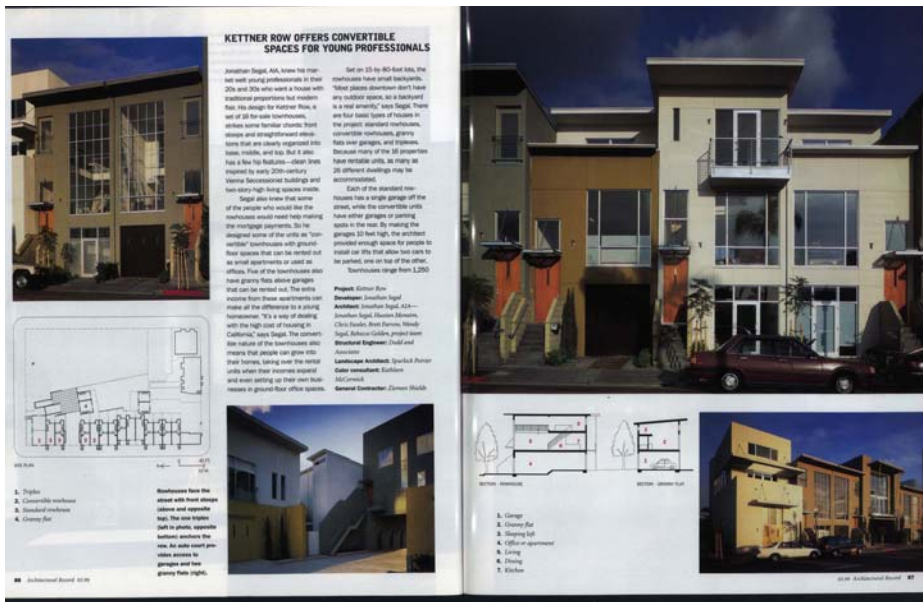 KETTNER ROW OFFERS CONVERTIBLE
SPACES FOR YOUNG PROFESSIONALS
Jonathan Segal, AIA, knew his mar-
ket well: young professionals in their
20s and 30s who want a house with
traditional proportions but modern
flair. His design for Kettner Row, a
set of 16 for-sale townhouses,
strikes some familiar chords: front
stoops and straightforward eleva-
tions that are clearly organized into
base, middle, and top. But it also
has a few hip features—clean lines
inspired by early 20th-century
Vienna Seccessionist buildings and
two-story-high living spaces inside.
Segal also knew that some
of the people who would like the
rowhouses would need help making
the mortgage payments. So he
designed some of the units as "con-
vertible" townhouses with ground-
floor spaces that can be rented out
as small apartments or used as
offices. Five of the townhouses also
have granny flats above garages
that can be rented out. The extra
income from these apartments can
make all the difference to a young
homeowner. "It's a way of dealing
with the high cost of housing in
California," says Segal. The convert-
ible nature of the townhouses also
means that people can grow into
their homes, taking over the rental
units when their incomes expand
and even setting up their own busi-
nesses in ground-floor office spaces.
Set on 15-by-80-foot lots, the
rowhouses have small backyards.
"Most places downtown don't have
any outdoor space, so a backyard
is a real amenity," says Segal. There
are four basic types of houses in
the project: standard rowhouses,
convertible rowhouses, granny
flats over garages, and triplexes.
Because many of the 16 properties
have rentable units, as many as
26 different dwellings may be
accommodated.
Each of the standard row-
houses has a single garage off the
street, while the convertible units
have either garages or parking
spots in the rear. By making the
garages 10 feet high, the architect
provided enough space for people to
install car lifts that allow two cars to
be parked, one on top of the other.
Townhouses range from 1,250
Project: Kettner Row
Developer: Jonathan Segal
Architect: Jonathan Segal, AIA—
Jonathan Segal,
Wendy
Segal, Rebecca Golden, project team
Structural Engineer: Dodd and
Associates
Landscape Architect: Spurlock Poirier
Color consultant: Kathleen
McCormick
General Contractor: Shields
SITE PLAN
1. Triplex
2. Convertible rowhouse
3. Standard rowhouse
4. Granny flat
Rowhouses face the
street with front steps
(above and opposite
top). The one triplex
(left in photo, opposite
bottom) anchors the
row. An auto court pro-
vides access to
garages and two
granny flats (right).
SECTION - ROWHOUSE
SECTION - GRANNY FLAT
1. Garage
2. Granny flat
3. Sleeping loft
4. Office or apartment
5. Living
6. Dining
7. Kitchen
Architectural Record
Architectural Record 87